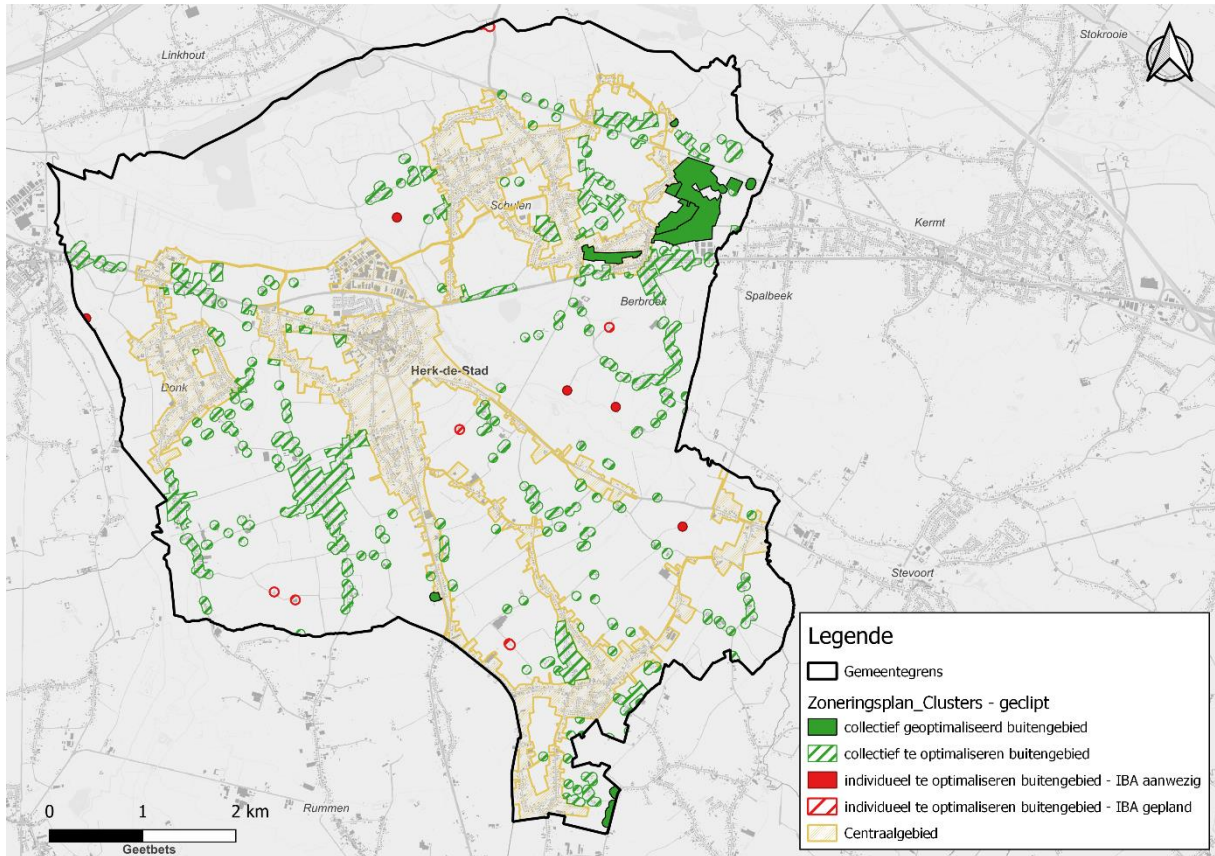 Linkhout
Stokrooie
Schulen
Kermt
Berbroek
Spalbeek
Donk
Herk-de-Stad
Stevoort
Rummen
Geetbets
0 1 2 km
Legende
Gemeentegrens
Zoneringsplan_Clusters - geclipt
collectief geoptimaliseerd buitengebied
collectief te optimaliseren buitengebied
individueel te optimaliseren buitengebied - IBA aanwezig
individueel te optimaliseren buitengebied - IBA gepland
Centraalgebied